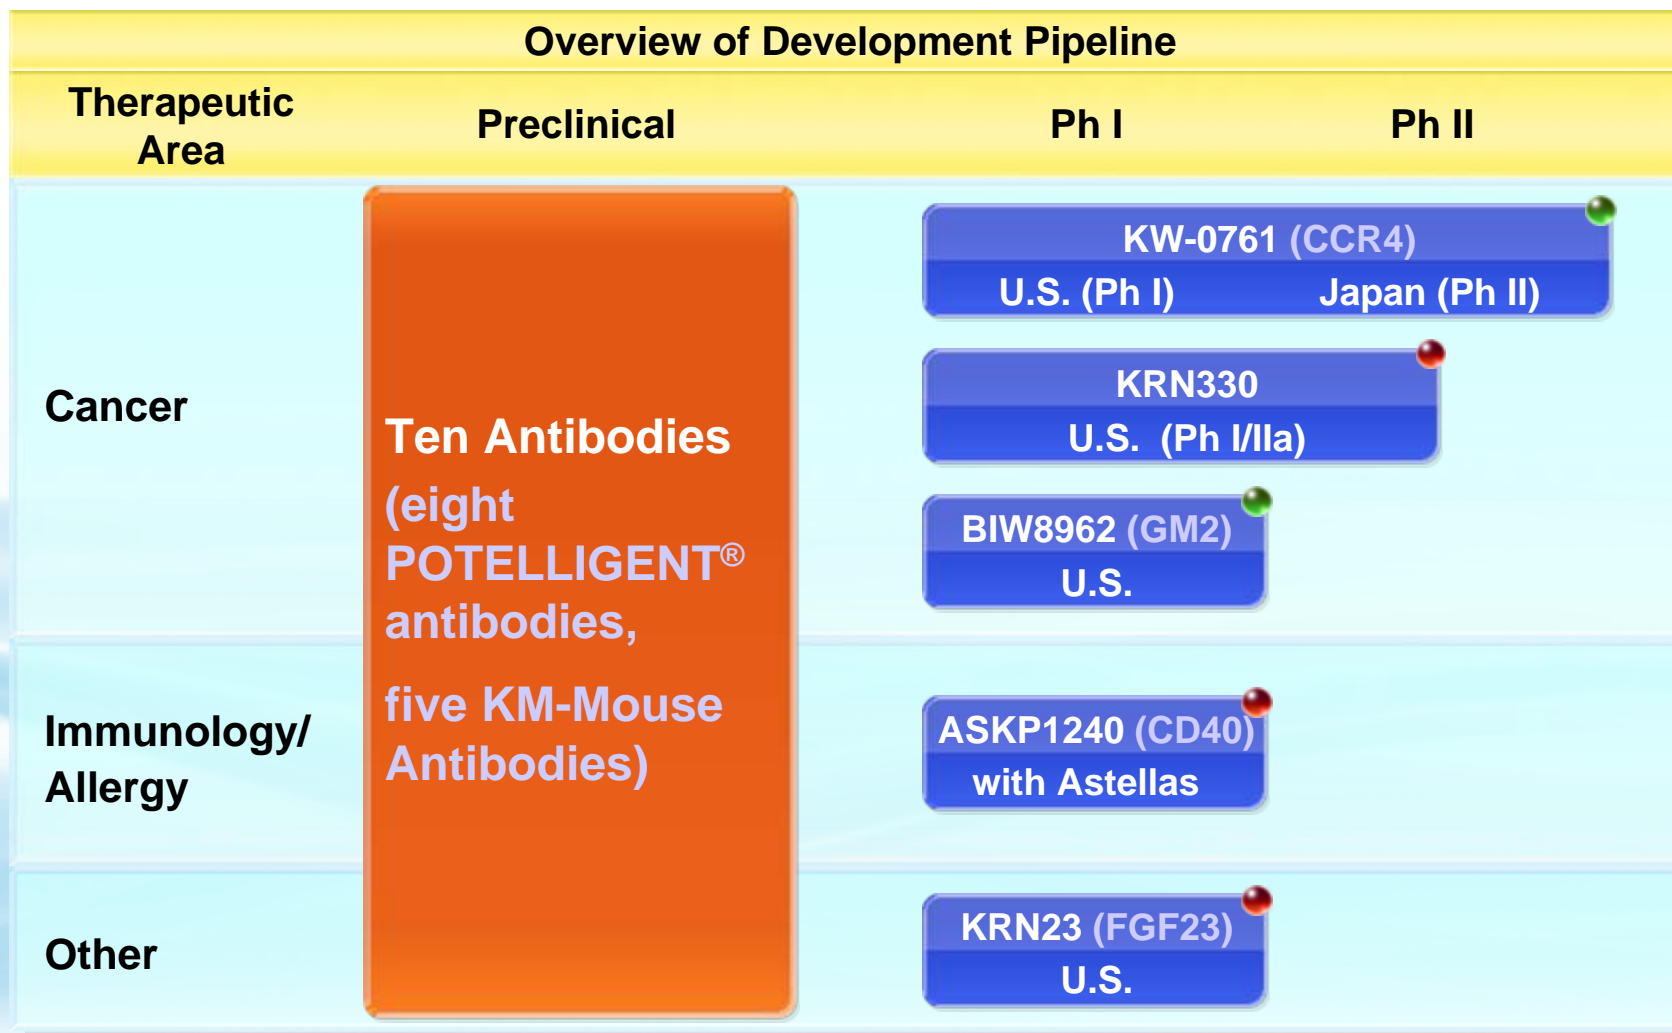 Overview of Development Pipeline
Therapeutic
Area
Preclinical
Ph I
Ph II
Cancer
Ten Antibodies
(eight
POTELLIGENT®
antibodies,
five KM-Mouse
Antibodies)
KW-0761 (CCR4)
U.S. (Ph I) Japan (Ph II)
KRN330
U.S. (Ph I/IIa)
BIW8962 (GM2)
U.S.
Immunology/
Allergy
ASKP1240 (CD40)
with Astellas
Other
KRN23 (FGF23)
U.S.